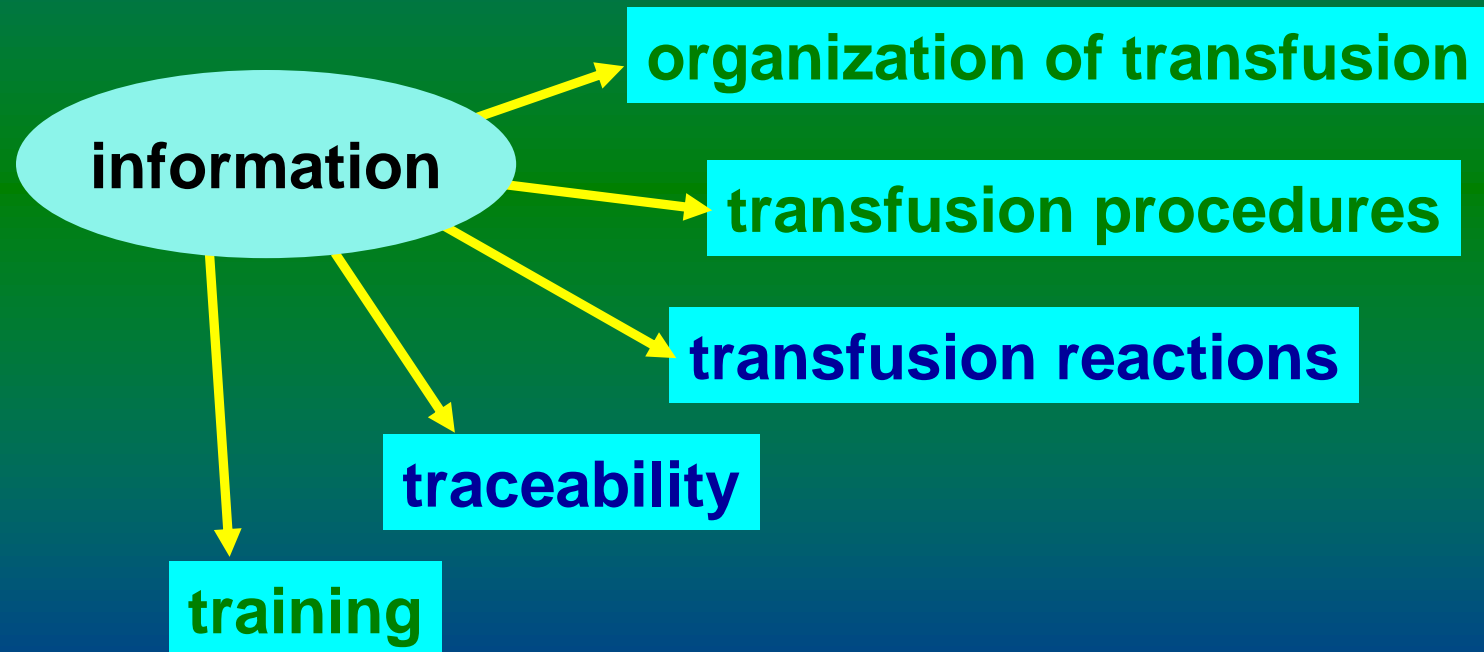 organization of transfusion
information
transfusion procedures
transfusion reactions
traceability
training